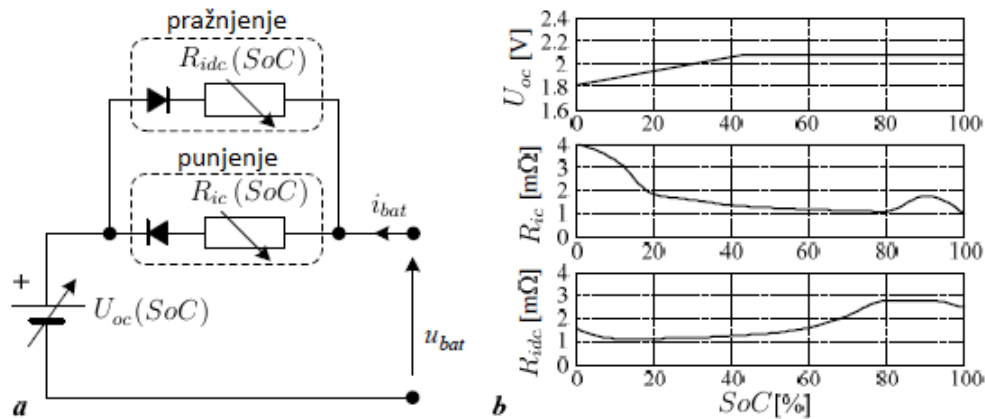 pražnjenje
R_idc(SoC)
punjenje
R_ic(SoC)
i_bat
+
U_oc(SoC)
u_bat
a
U_oc [V]
2.4
2.2
2
1.8
1.6
0 20 40 60 80 100
R_ic [mΩ]
4
3
2
1
0
0 20 40 60 80 100
R_idc [mΩ]
4
3
2
1
0
0 20 40 60 80 100
b
SoC[%]